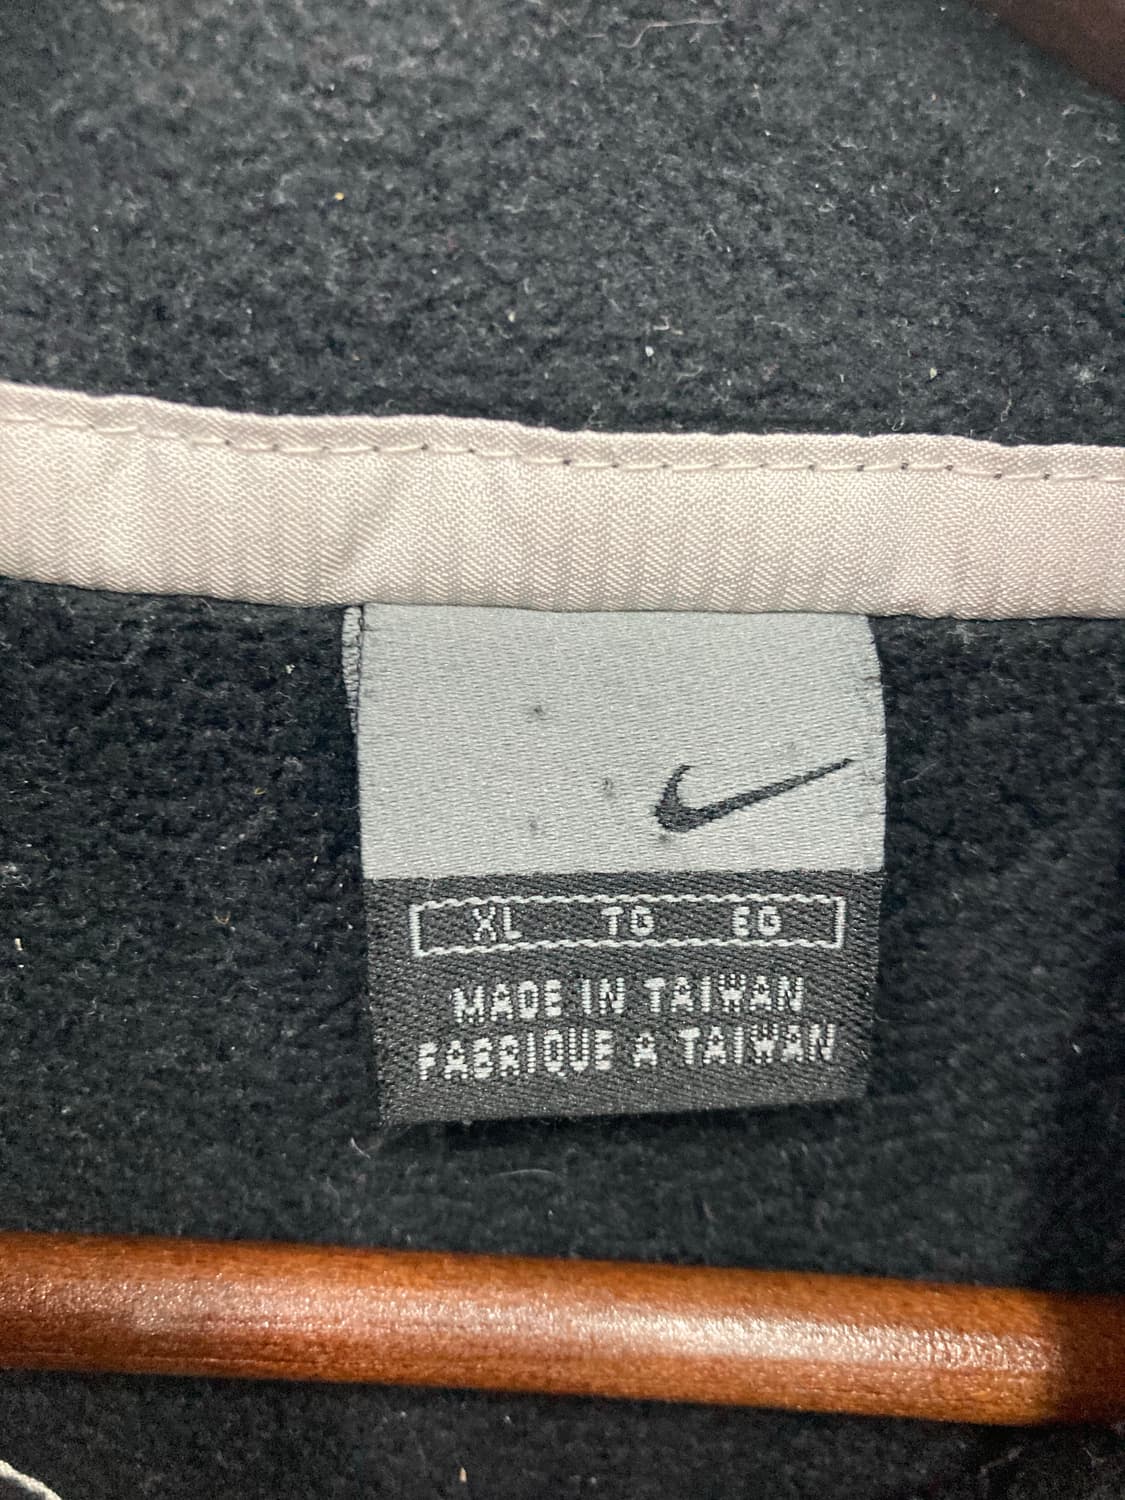 XL TG EG
MADE IN TAIWAN
FABRIQUE A TAIWAN